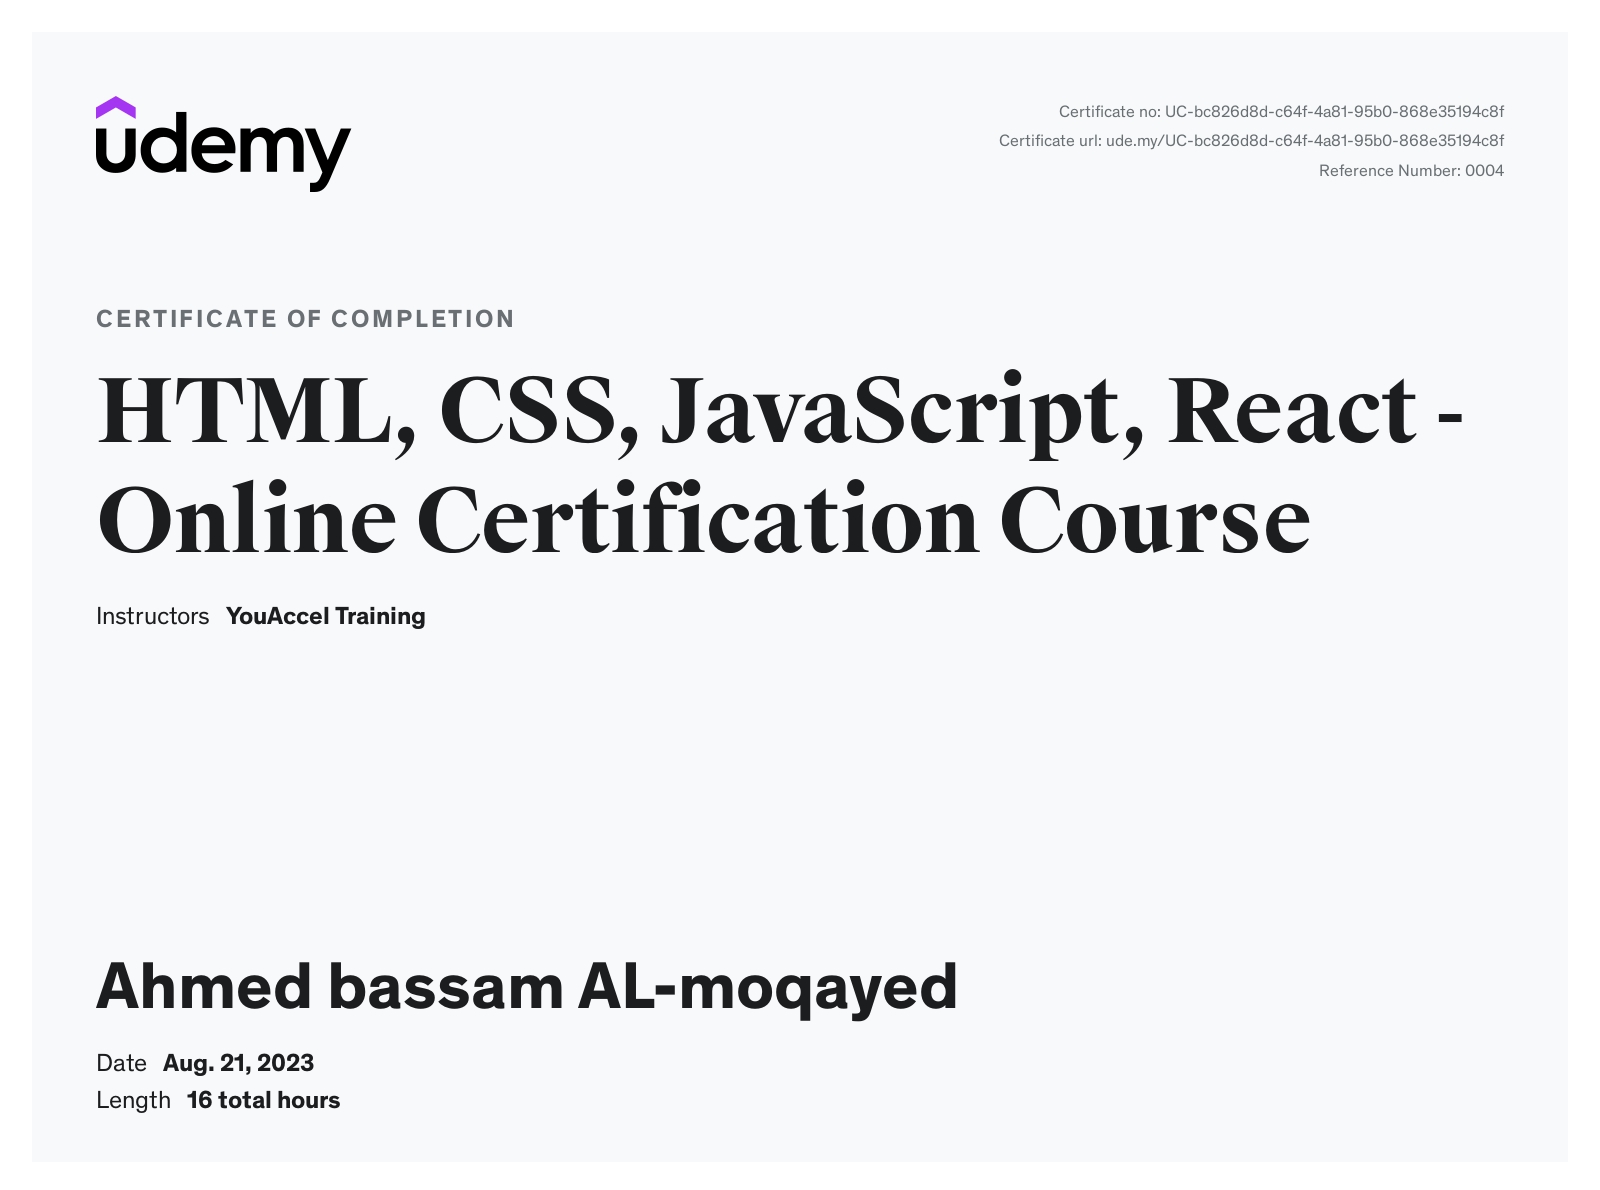 udemy
Certificate no: UC-bc826d8d-c64f-4a81-95b0-868e35194c8f
Certificate url: ude.my/UC-bc826d8d-c64f-4a81-95b0-868e35194c8f
Reference Number: 0004
CERTIFICATE OF COMPLETION
HTML, CSS, JavaScript, React -
Online Certification Course
Instructors YouAccel Training
Ahmed bassam AL-moqayed
Date Aug. 21, 2023
Length 16 total hours